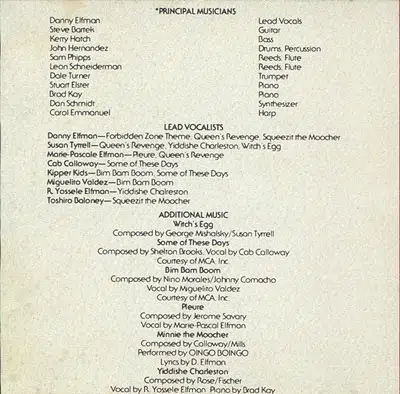 *PRINCIPAL MUSICIANS
Danny Elfman Lead Vocals
Steve Bartek Guitar
Kerry Hatch Bass
John Hernandez Drums, Percussion
Sam Phipps Reeds, Flute
Leon Schneiderman Reeds, Flute
Dale Turner Trumpet
Stuart Elster Piano
Brad Kay Piano
Dan Schmidt Synthesizer
Carol Emmanuel Harp
LEAD VOCALISTS
Danny Elfman—Forbidden Zone Theme, Queen's Revenge, Squeezit the Moocher
Susan Tyrrell—Queen's Revenge, Yiddishe Charleston, Witch's Egg
Marie-Pascale Elfman—Pleure, Queen's Revenge
Cab Calloway—Some of These Days
Kipper Kids—Bim Bam Boom, Some of These Days
Miguelito Valdez—Bim Bam Boom
R. Yossele Elfman—Yiddishe Chalreston
Toshiro Baloney—Squeezit the Moocher
ADDITIONAL MUSIC
Witch's Egg
Composed by George Mishalsky/Susan Tyrrell
Some of These Days
Composed by Shelton Brooks, Vocal by Cab Calloway
Courtesy of MCA, Inc.
Bim Bam Boom
Composed by Nino Morales/Johnny Comacho
Vocal by Miguelito Valdez
Courtesy of MCA, Inc.
Pleure
Composed by Jerome Savary
Vocal by Marie-Pascal Elfman
Minnie the Moocher
Composed by Calloway/Mills
Performed by OINGO BOINGO
Lyrics by D. Elfman
Yiddishe Charleston
Composed by Rose/Fischer
Vocal by R. Yossele Elfman Piano by Brad Kay